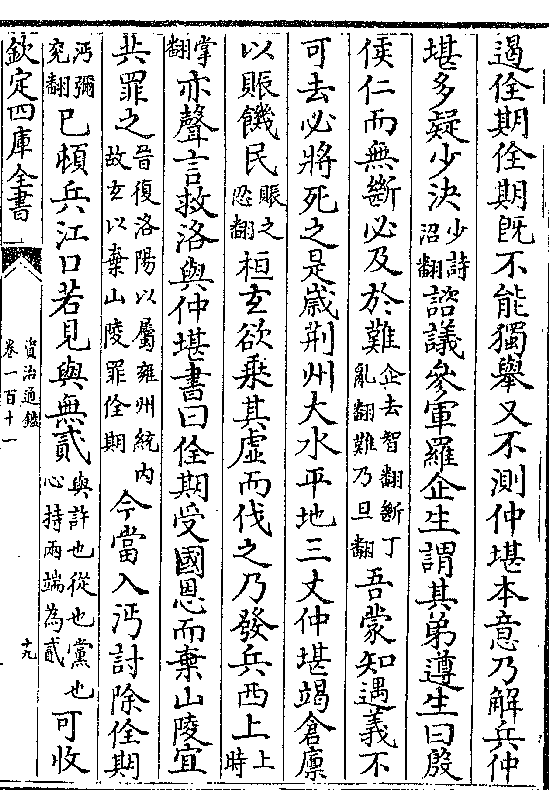 遏佺期佺期既不能獨舉又不測仲堪本意乃解兵仲
堪多疑少決少詩沼翻諮議參軍羅企生謂其弟遵生曰殷
侯仁而無斷必及於難企去智翻斷丁亂翻難乃旦翻吾蒙知遇義不
可去必將死之是歲荆州大水平地三丈仲堪竭倉廪
以賑饑民賑之忍翻桓𤣥欲乗其虚而伐之乃發兵西上上時
掌翻亦聲言救洛與仲堪書曰佺期受國恩而棄山陵宜
共罪之晉復洛陽以屬雍州統内故𤣥以棄山陵罪佺期今當入沔討除佺期
沔彌兖翻已頓兵江口若見與無貳與許也從也黨也心持兩端為貳可收
欽定四庫全書
資治通鑑
卷一百十一
十九